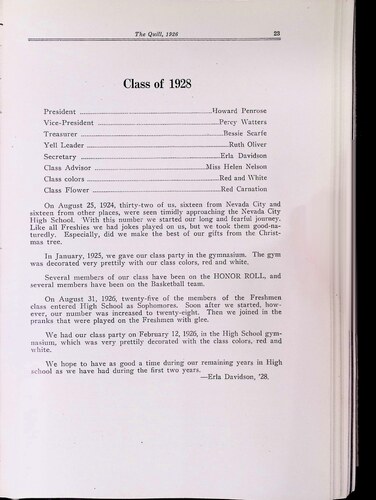 The Quill, 1926 23
Class of 1928
President Howard Penrose
Vice-President Percy Watters
Treasurer Bessie Searfe
Yell Leader Ruth Oliver
Secretary Erla Davidson
Class Advisor Miss Helen Nelson
Class colors Red and White
Class Flower Red Carnation
On August 25, 1924, thirty-two of us, sixteen from Nevada City and
sixteen from other places, were seen timidly approaching the Nevada City
High School. With this number we started our long and fearful journey.
Like all Freshies we had jokes played on us, but we took them good-na-
turedly. Especially, did we make the best of our gifts from the Christ-
mas tree.
In January, 1925, we gave our class party in the gymnasium. The gym
was decorated very prettily with our class colors, red and white.
Several members of our class have been on the HONOR ROLL, and
several members have been on the Basketball team.
On August 31, 1926, twenty-five of the members of the Freshmen
class entered High School as Sophomores. Soon after we started, how-
ever, our number was increased to twenty-eight. Then we joined in the
pranks that were played on the Freshmen with glee.
We had our class party on February 12, 1926, in the High School gym-
nasium, which was very prettily decorated with the class colors, red and
white.
We hope to have as good a time during our remaining years in High
school as we have had during the first two years.
—Erla Davidson, '28.